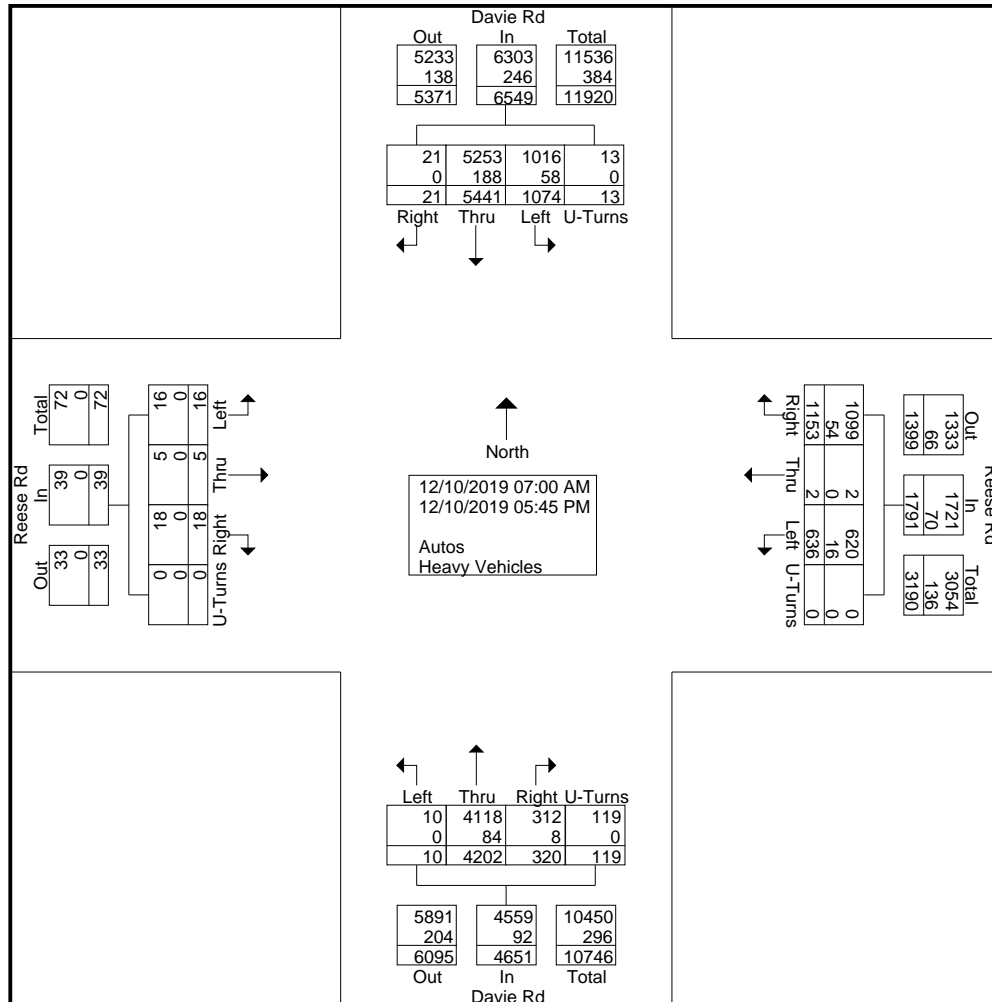 Davie Rd
Out In Total
5233 6303 11536
138 246 384
5371 6549 11920
21 5253 1016 13
0 188 58 0
21 5441 1074 13
Right Thru Left U-Turns
Reese Rd
Total In Out
72 39 33
0 0 0
72 39 33
16 5 18 0
0 0 0 0
16 5 18 0
Left Thru Right U-Turns
North
12/10/2019 07:00 AM
12/10/2019 05:45 PM
Autos
Heavy Vehicles
Reese Rd
Out In Total
1333 1721 3054
66 70 136
1399 1791 3190
1099 2 620 0
54 0 16 0
1153 2 636 0
Right Thru Left U-Turns
Left Thru Right U-Turns
10 4118 312 119
0 84 8 0
10 4202 320 119
5891 4559 10450
204 92 296
6095 4651 10746
Out In Total
Davie Rd